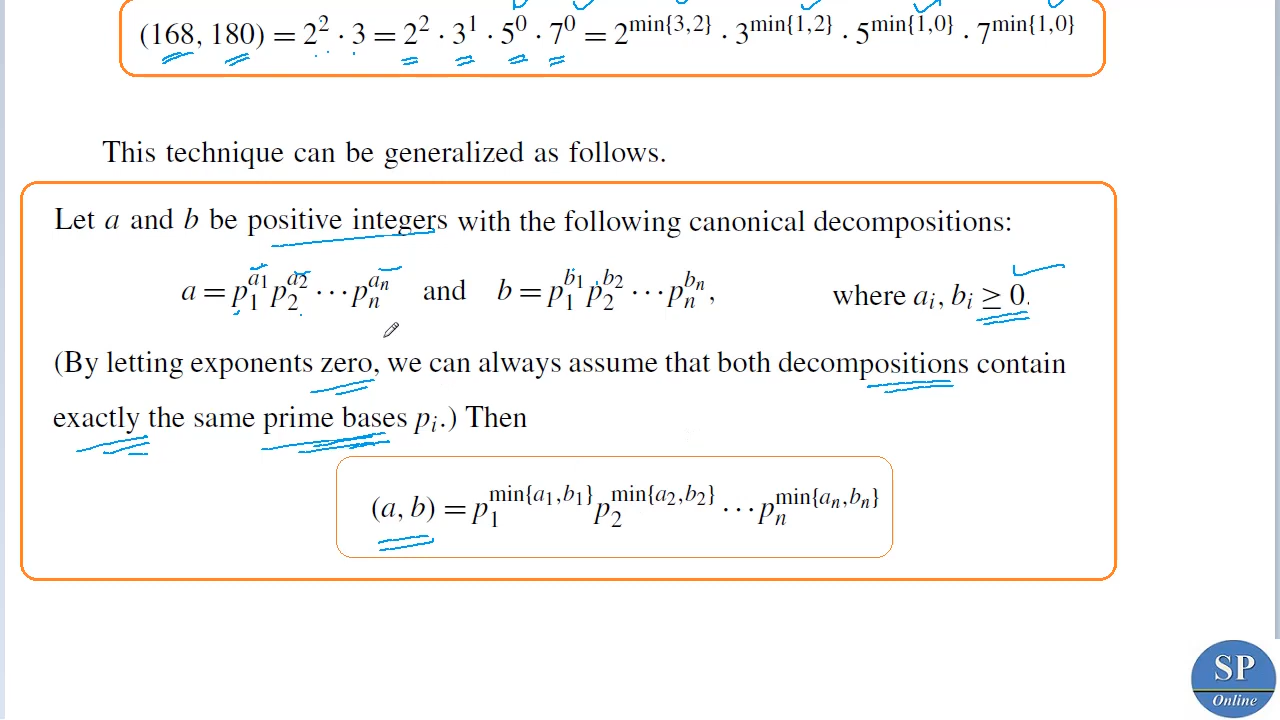 (168, 180) = 2² · 3 = 2² · 3¹ · 5⁰ · 7⁰ = 2^min{3,2} · 3^min{1,2} · 5^min{1,0} · 7^min{1,0}
This technique can be generalized as follows.
Let a and b be positive integers with the following canonical decompositions:
a = p₁^a₁ p₂^a₂ ··· pₙ^aₙ and b = p₁^b₁ p₂^b₂ ··· pₙ^bₙ, where aᵢ, bᵢ ≥ 0.
(By letting exponents zero, we can always assume that both decompositions contain
exactly the same prime bases pᵢ.) Then
(a, b) = p₁^min{a₁,b₁} p₂^min{a₂,b₂} ··· pₙ^min{aₙ,bₙ}
SP
Online